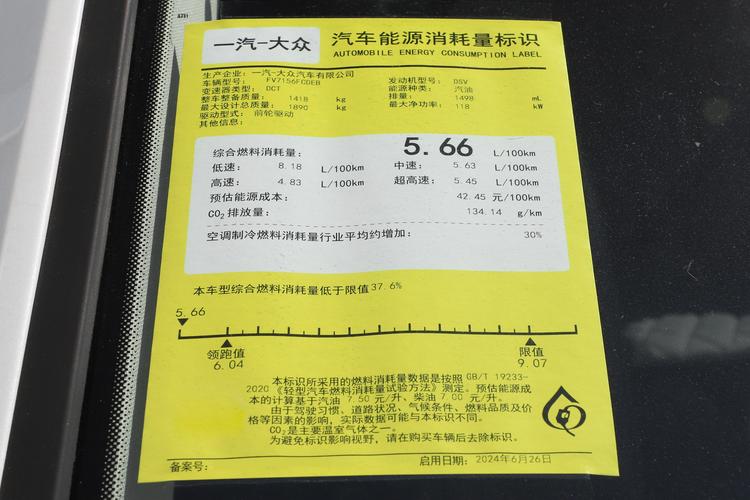 一汽-大众 汽车能源消耗量标识
AUTOMOBILE ENERGY CONSUMPTION LABEL
生产企业：一汽-大众汽车有限公司
车辆型号： FV7156FCDEB 发动机型号： DSV
变速器类型： DCT 能源种类： 汽油
整车整备质量： 1418 kg 排量： 1498 mL
最大设计总质量： 1890 kg 最大净功率： 118 kW
驱动型式： 前轮驱动
其他信息：
综合燃料消耗量： 5.66 L/100km
低速： 8.18 L/100km 中速： 5.63 L/100km
高速： 4.83 L/100km 超高速： 5.45 L/100km
预估能源成本： 42.45 元/100km
CO₂ 排放量： 134.14 g/km
空调制冷燃料消耗量行业平均约增加： 30%
本车型综合燃料消耗量低于限值37.6%
5.66
领跑值 限值
6.04 9.07
本标识所采用的燃料消耗量数据是按照 GB/T 19233-
2020 《轻型汽车燃料消耗量试验方法》测定。预估能源成
本的计算基于汽油 7.50 元/升，柴油 7.00 元/升。
由于驾驶习惯、道路状况、气候条件、燃料品质及价
格等因素的影响，实际数据可能与本标识不同。
CO₂是主要温室气体之一。
为避免标识影响视野，请在购买车辆后去除标识。
备案号： 启用日期：2024年6月26日